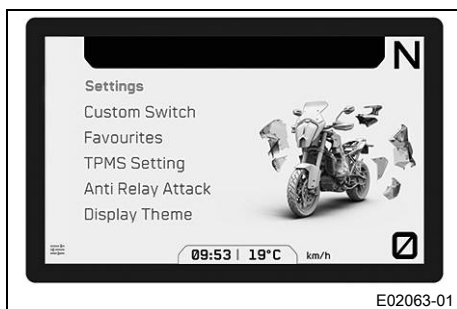 N
Settings
Custom Switch
Favourites
TPMS Setting
Anti Relay Attack
Display Theme
09:53 | 19°C km/h
0
E02063-01